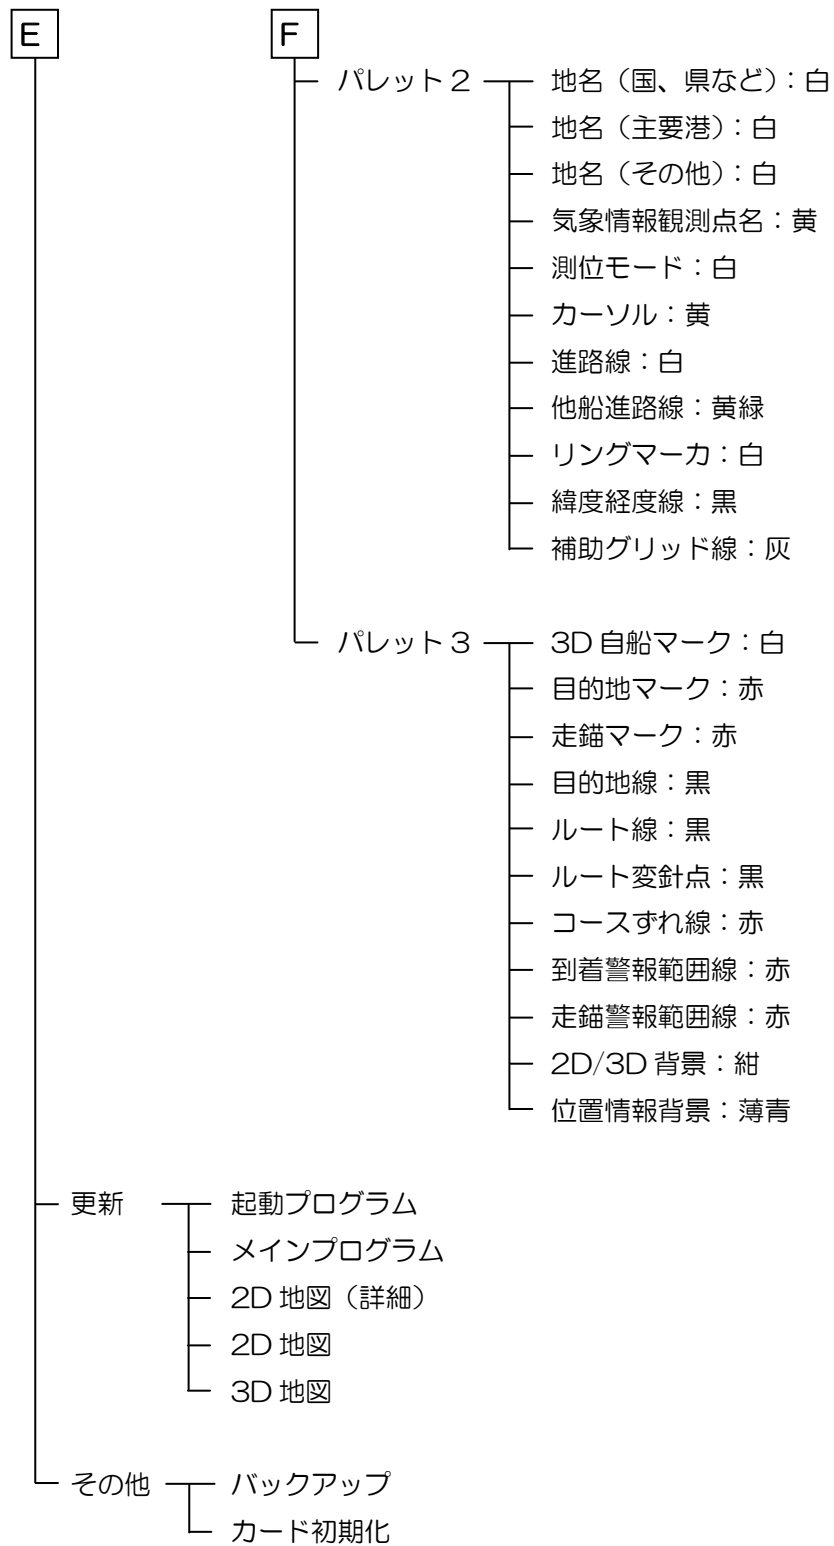 E F
パレット2 地名（国、県など）：白
地名（主要港）：白
地名（その他）：白
気象情報観測点名：黄
測位モード：白
カーソル：黄
進路線：白
他船進路線：黄緑
リングマーカ：白
緯度経度線：黒
補助グリッド線：灰
パレット3 3D自船マーク：白
目的地マーク：赤
走錨マーク：赤
目的地線：黒
ルート線：黒
ルート変針点：黒
コースずれ線：赤
到着警報範囲線：赤
走錨警報範囲線：赤
2D/3D背景：紺
位置情報背景：薄青
更新 起動プログラム
メインプログラム
2D地図（詳細）
2D地図
3D地図
その他 バックアップ
カード初期化